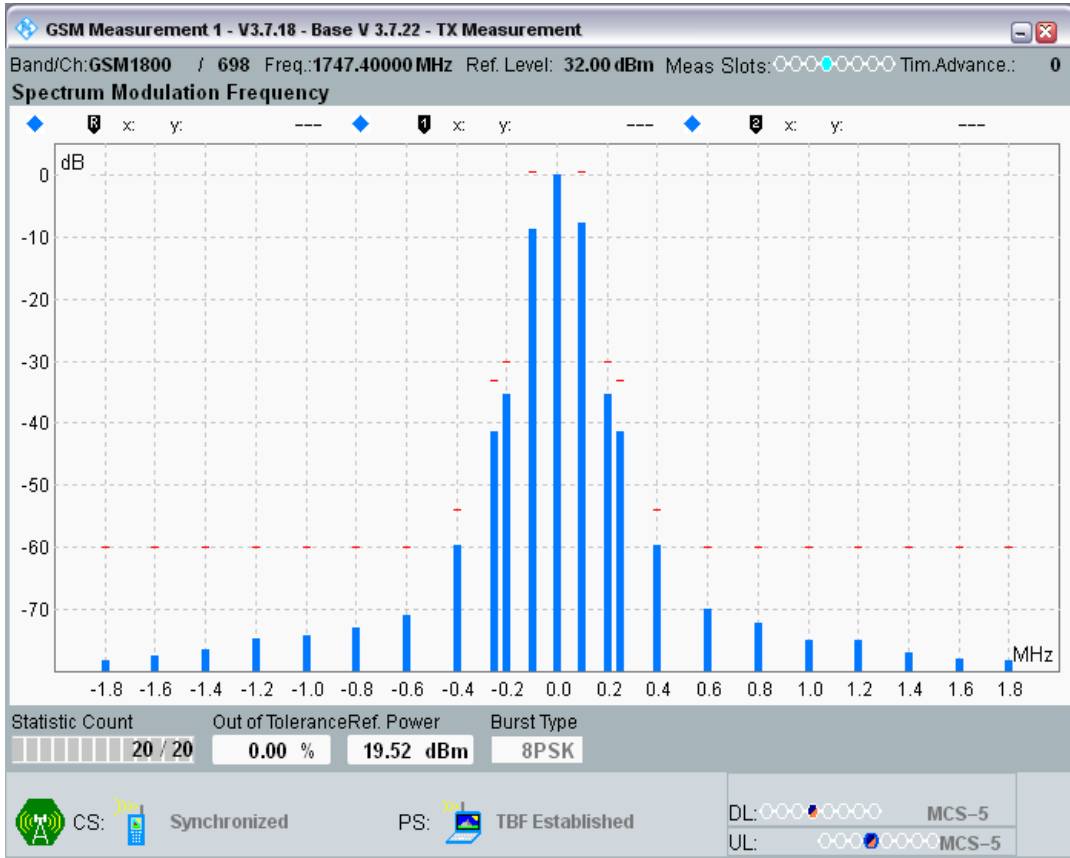 GSM Measurement 1 - V3.7.18 - Base V 3.7.22 - TX Measurement
Band/Ch:GSM1800 / 698 Freq.:1747.40000 MHz Ref. Level: 32.00 dBm Meas Slots: Tim.Advance.: 0
Spectrum Modulation Frequency
R x: y: --- 1 x: y: --- 2 x: y: ---
dB
0
-10
-20
-30
-40
-50
-60
-70
MHz
-1.8 -1.6 -1.4 -1.2 -1.0 -0.8 -0.6 -0.4 -0.2 0.0 0.2 0.4 0.6 0.8 1.0 1.2 1.4 1.6 1.8
Statistic Count Out of Tolerance Ref. Power Burst Type
20 / 20 0.00 % 19.52 dBm 8PSK
CS: Synchronized PS: TBF Established
DL: MCS-5
UL: MCS-5